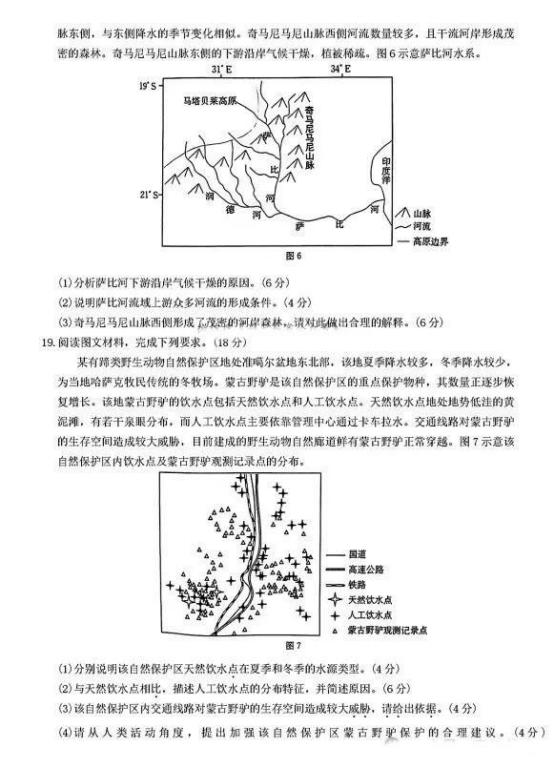 脉东侧，与东侧降水的季节变化相似。奇马尼马尼山脉西侧河流数量较多，且干流河岸形成茂
密的森林。奇马尼马尼山脉东侧的下游沿岸气候干燥，植被稀疏。图6示意萨比河水系。
31°E
34°E
19°S
马塔贝莱高原
奇马尼马尼山脉
萨
比
河
印度洋
21°S
润
德
河
萨
比
河
山脉
河流
高原边界
图6
(1)分析萨比河下游沿岸气候干燥的原因。(6分)
(2)说明萨比河流域上游众多河流的形成条件。(4分)
(3)奇马尼马尼山脉西侧形成了茂密的河岸森林，请对此做出合理的解释。(6分)
19.阅读图文材料，完成下列要求。(18分)
某有蹄类野生动物自然保护区地处准噶尔盆地东北部，该地夏季降水较多，冬季降水较少，
为当地哈萨克牧民传统的冬牧场。蒙古野驴是该自然保护区的重点保护物种，其数量正逐步恢
复增长。该地蒙古野驴的饮水点包括天然饮水点和人工饮水点。天然饮水点地处地势低洼的黄
泥滩，有若干泉眼分布，而人工饮水点主要依靠管理中心通过卡车拉水。交通线路对蒙古野驴
的生存空间造成较大威胁，目前建成的野生动物自然廊道鲜有蒙古野驴正常穿越。图7示意该
自然保护区内饮水点及蒙古野驴观测记录点的分布。
国道
高速公路
铁路
天然饮水点
人工饮水点
蒙古野驴观测记录点
图7
(1)分别说明该自然保护区天然饮水点在夏季和冬季的水源类型。(4分)
(2)与天然饮水点相比，描述人工饮水点的分布特征，并简述原因。(6分)
(3)该自然保护区内交通线路对蒙古野驴的生存空间造成较大威胁，请给出依据。(4分)
(4)请从人类活动角度，提出加强该自然保护区蒙古野驴保护的合理建议。(4分)